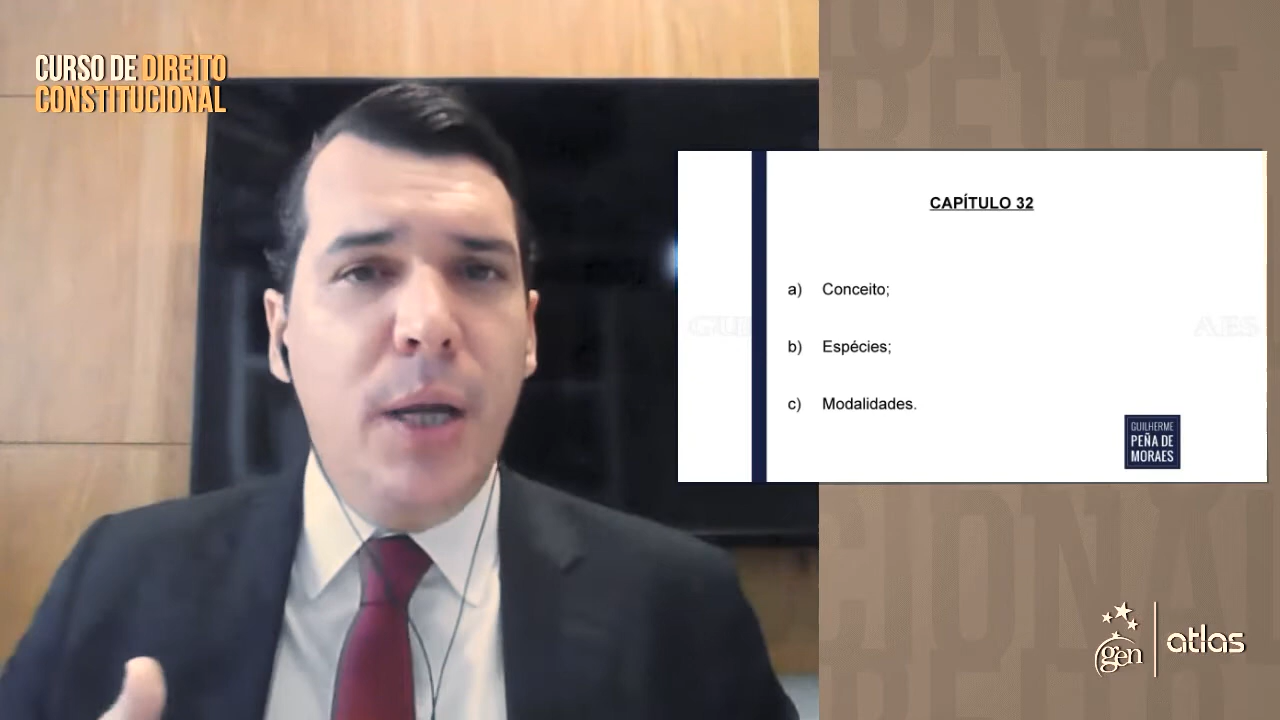 CURSO DE DIREITO
CONSTITUCIONAL
CAPÍTULO 32
a) Conceito;
b) Espécies;
c) Modalidades.
GUILHERME
PEÑA DE
MORAES
gen
atlas